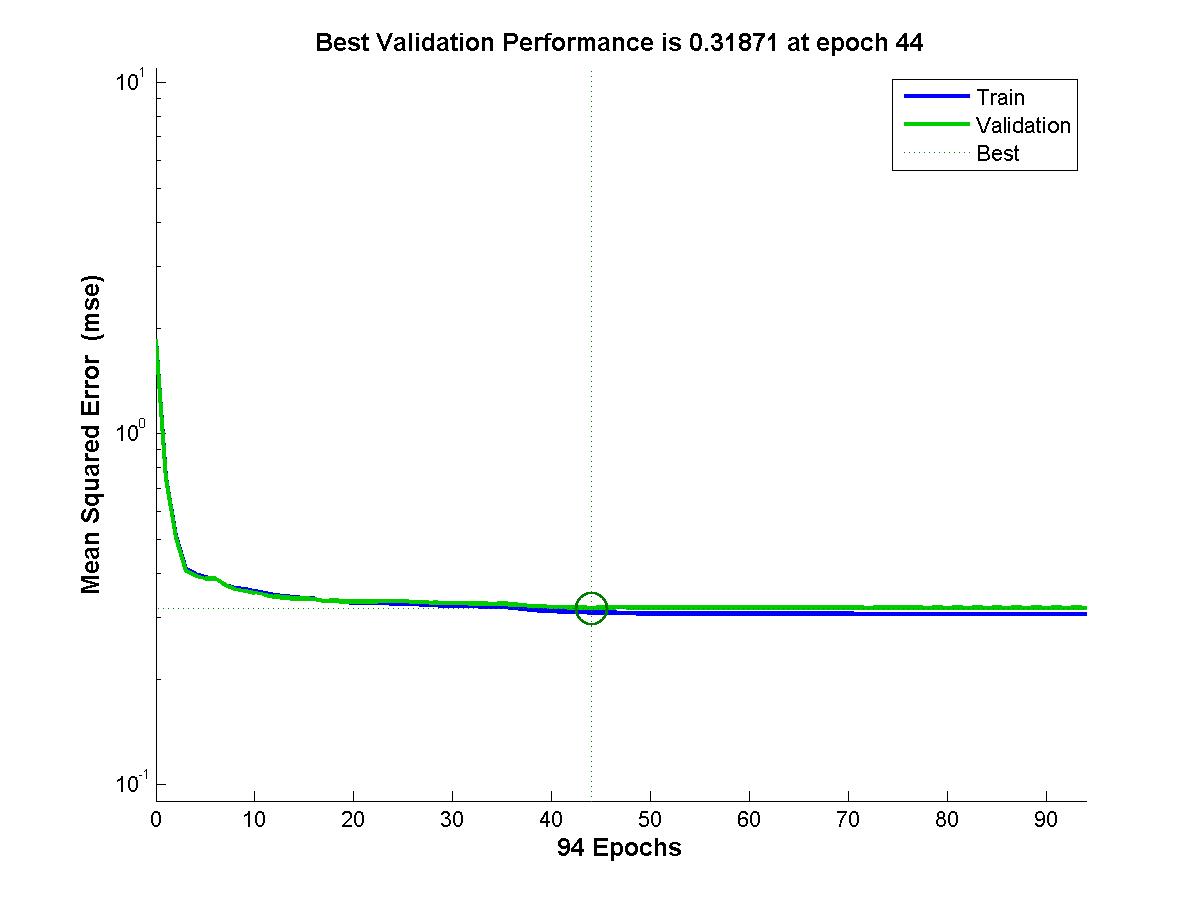 Best Validation Performance is 0.31871 at epoch 44
10^1
Train
Validation
Best
Mean Squared Error (mse)
10^0
10^-1
0 10 20 30 40 50 60 70 80 90
94 Epochs